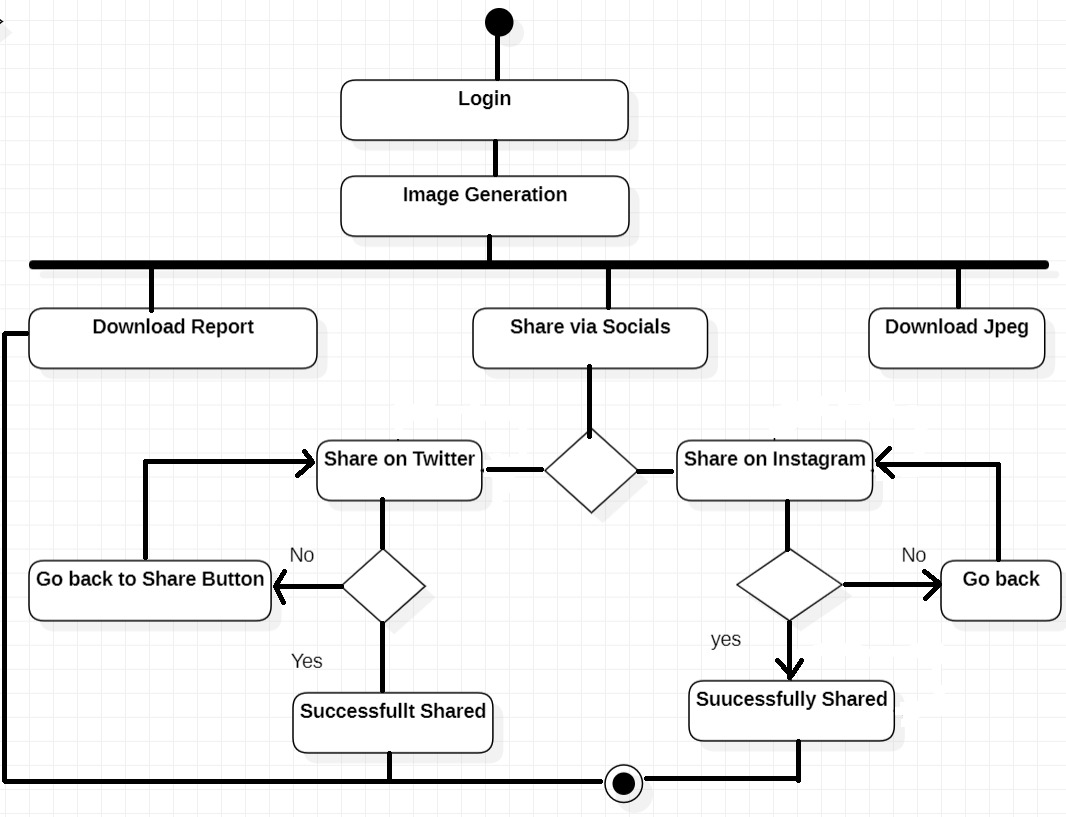 Login
Image Generation
Download Report
Share via Socials
Download Jpeg
Share on Twitter
Share on Instagram
No
No
Go back to Share Button
Go back
yes
Yes
Suucessfully Shared
Successfullt Shared